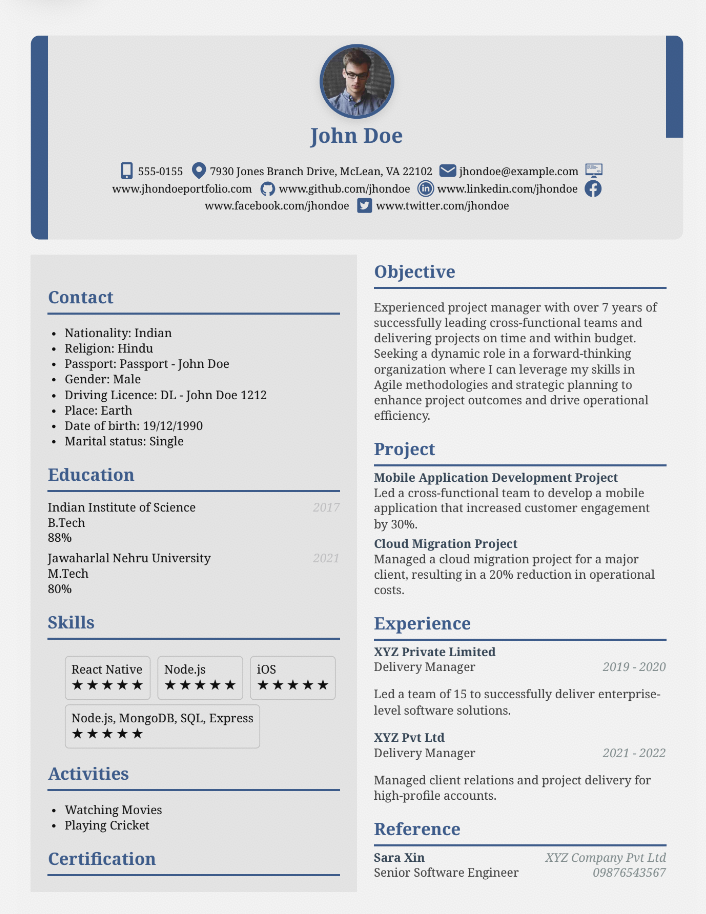 John Doe
555-0155 7930 Jones Branch Drive, McLean, VA 22102 jhondoe@example.com
www.jhondoeportfolio.com www.github.com/jhondoe www.linkedin.com/jhondoe
www.facebook.com/jhondoe www.twitter.com/jhondoe
Contact
• Nationality: Indian
• Religion: Hindu
• Passport: Passport - John Doe
• Gender: Male
• Driving Licence: DL - John Doe 1212
• Place: Earth
• Date of birth: 19/12/1990
• Marital status: Single
Education
Indian Institute of Science 2017
B.Tech
88%
Jawaharlal Nehru University 2021
M.Tech
80%
Skills
React Native Node.js iOS
★★★★★ ★★★★★ ★★★★★
Node.js, MongoDB, SQL, Express
★★★★★
Activities
• Watching Movies
• Playing Cricket
Certification
Objective
Experienced project manager with over 7 years of
successfully leading cross-functional teams and
delivering projects on time and within budget.
Seeking a dynamic role in a forward-thinking
organization where I can leverage my skills in
Agile methodologies and strategic planning to
enhance project outcomes and drive operational
efficiency.
Project
Mobile Application Development Project
Led a cross-functional team to develop a mobile
application that increased customer engagement
by 30%.
Cloud Migration Project
Managed a cloud migration project for a major
client, resulting in a 20% reduction in operational
costs.
Experience
XYZ Private Limited
Delivery Manager 2019 - 2020
Led a team of 15 to successfully deliver enterprise-
level software solutions.
XYZ Pvt Ltd
Delivery Manager 2021 - 2022
Managed client relations and project delivery for
high-profile accounts.
Reference
Sara Xin XYZ Company Pvt Ltd
Senior Software Engineer 09876543567